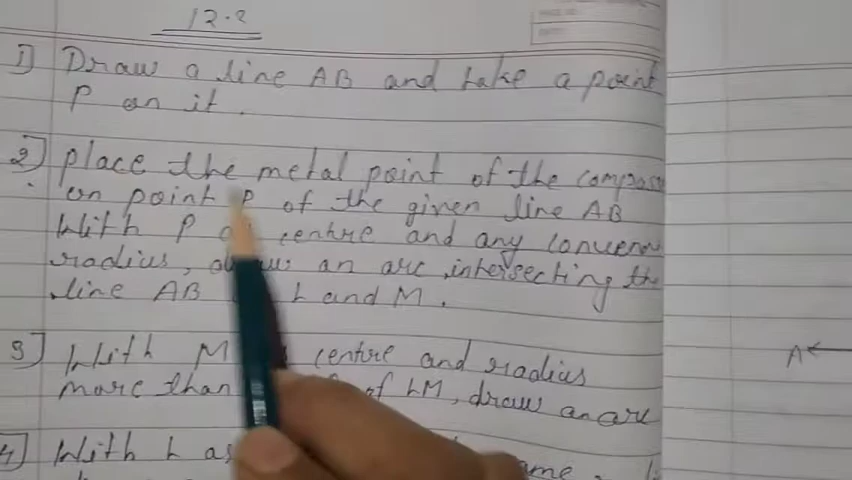 12.2
1) Draw a line AB and take a point
P on it.
2) Place the metal point of the compass
on point P of the given line AB
With P centre and any
radius, an arc, intersecting the
line AB L and M.
3) With M centre and radius
more than of LM, draw an arc
4) With L as
A